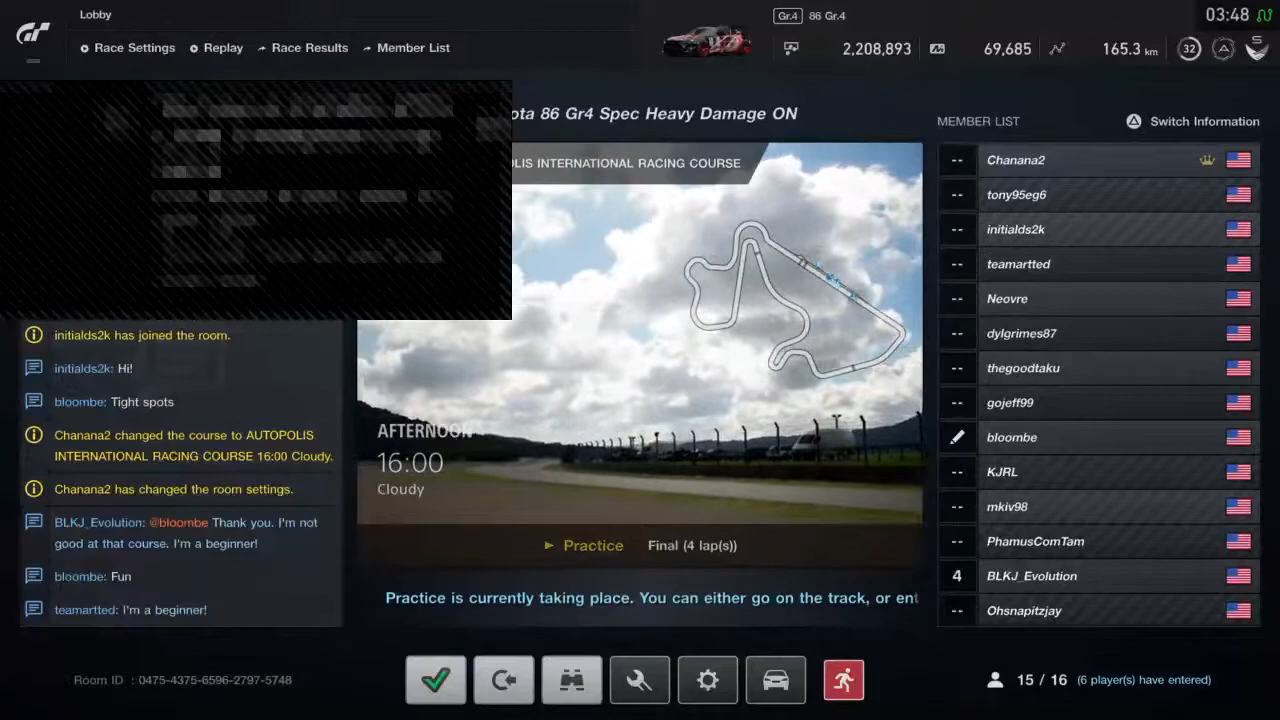 Lobby
Gr.4 86 Gr.4
03:48
Race Settings Replay Race Results Member List
2,208,893 69,685 165.3 km 32 A S
ota 86 Gr4 Spec Heavy Damage ON
OLIS INTERNATIONAL RACING COURSE
AFTERNOON
16:00
Cloudy
Practice Final (4 lap(s))
Practice is currently taking place. You can either go on the track, or ent
initialds2k has joined the room.
initialds2k: Hi!
bloombe: Tight spots
Chanana2 changed the course to AUTOPOLIS
INTERNATIONAL RACING COURSE 16:00 Cloudy.
Chanana2 has changed the room settings.
BLKJ_Evolution: @bloombe Thank you. I'm not
good at that course. I'm a beginner!
bloombe: Fun
teamartted: I'm a beginner!
MEMBER LIST Switch Information
-- Chanana2
-- tony95eg6
-- initialds2k
-- teamartted
-- Neovre
-- dylgrimes87
-- thegoodtaku
-- gojeff99
bloombe
-- KJRL
-- mkiv98
-- PhamusComTam
4 BLKJ_Evolution
-- Ohsnapitzjay
Room ID : 0475-4375-6596-2797-5748
15 / 16 (6 player(s) have entered)